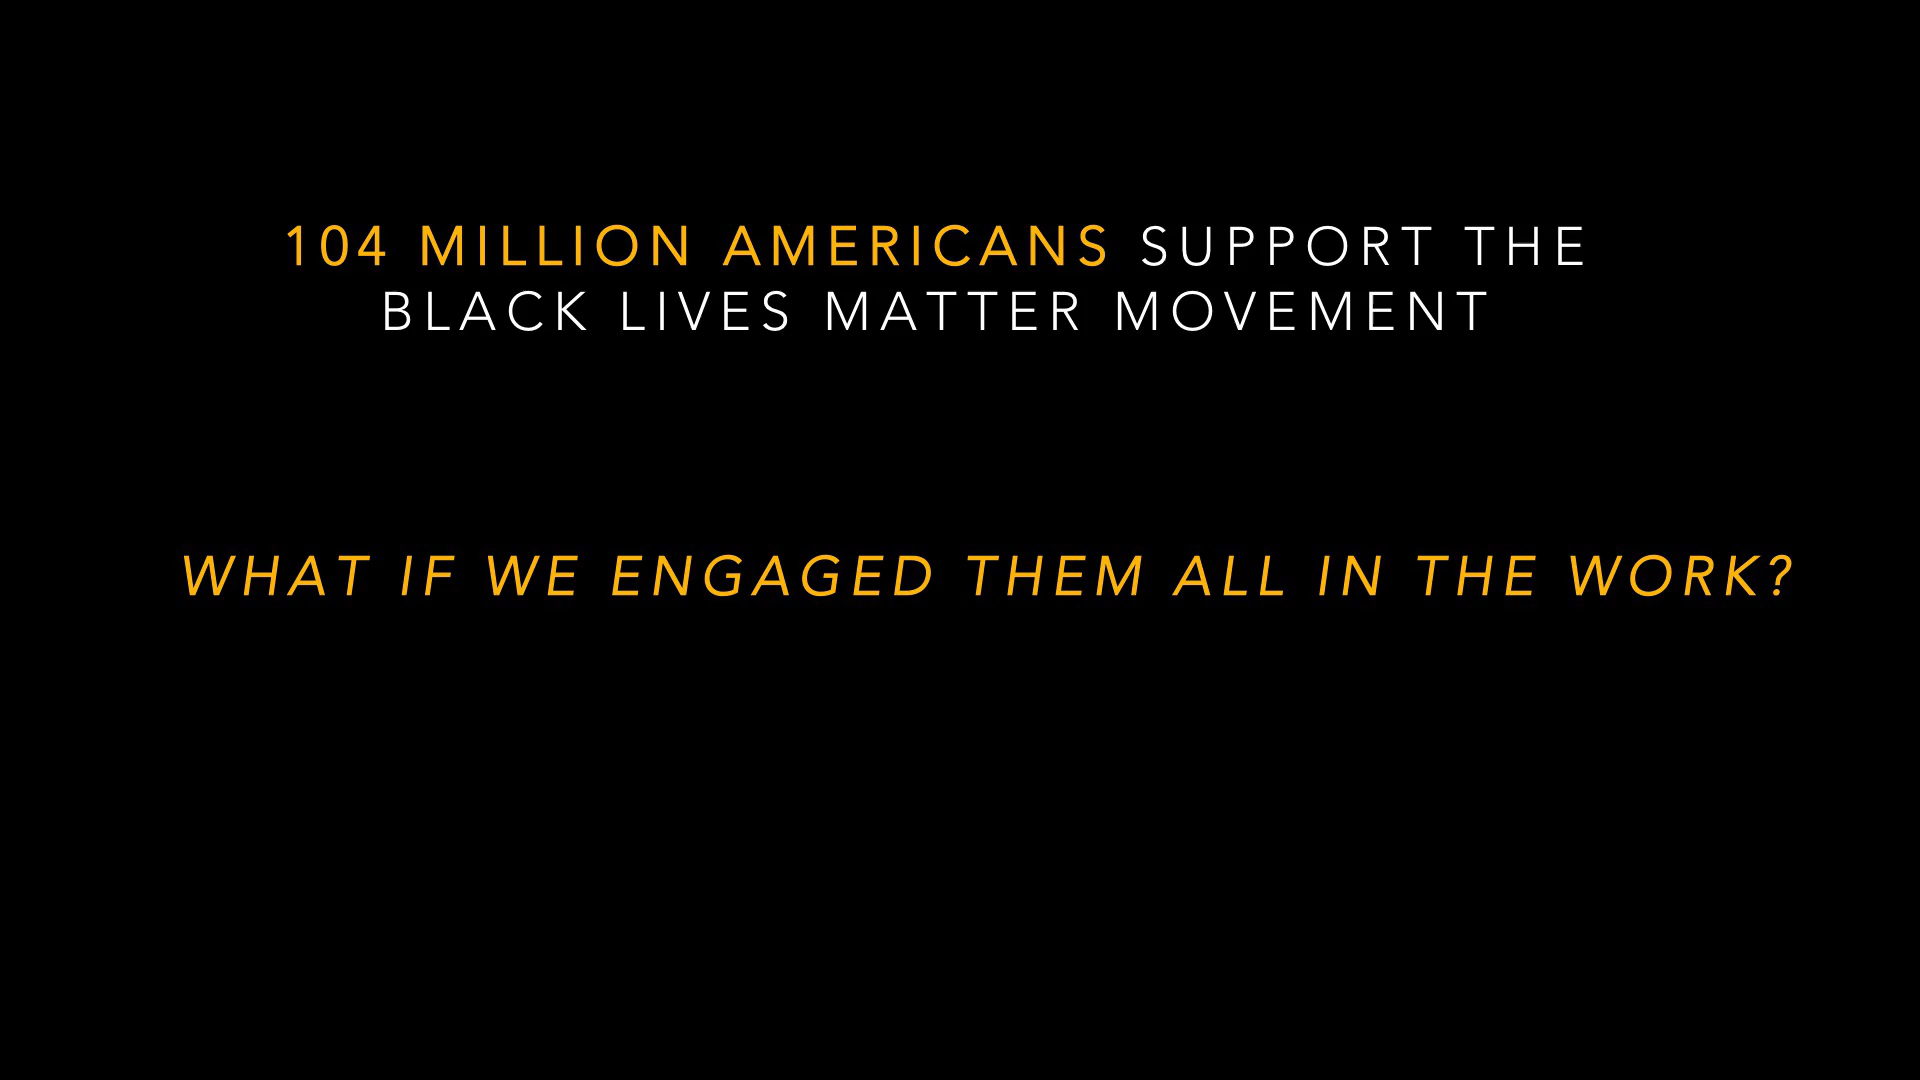 104 MILLION AMERICANS SUPPORT THE
BLACK LIVES MATTER MOVEMENT
WHAT IF WE ENGAGED THEM ALL IN THE WORK?